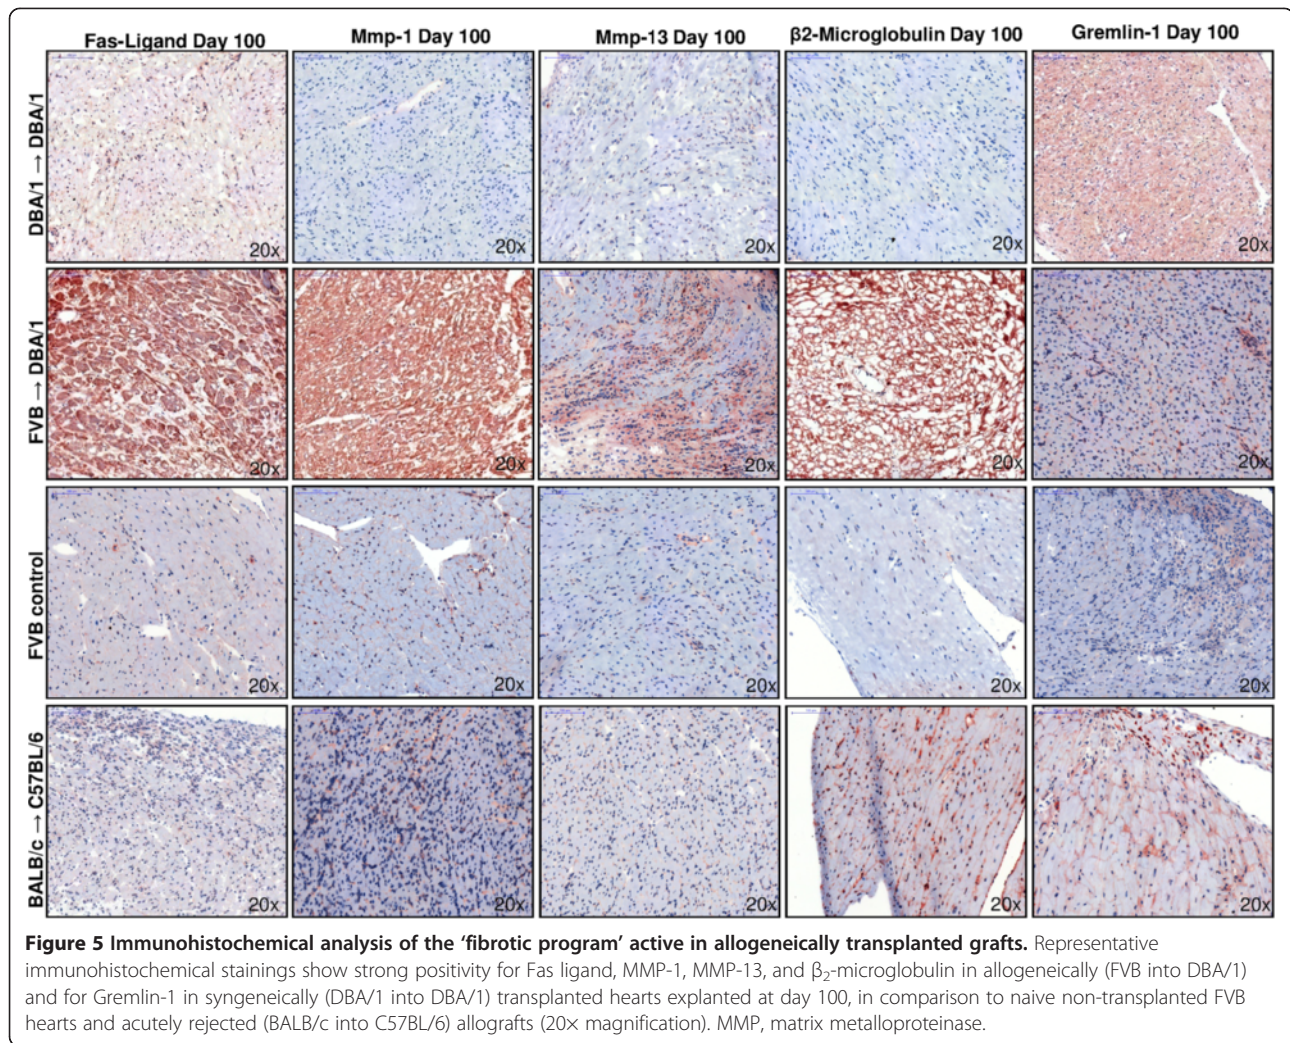 Fas-Ligand Day 100 Mmp-1 Day 100 Mmp-13 Day 100 β2-Microglobulin Day 100 Gremlin-1 Day 100
DBA/1 → DBA/1
20x 20x 20x 20x 20x
FVB → DBA/1
20x 20x 20x 20x 20x
FVB control
20x 20x 20x 20x 20x
BALB/c → C57BL/6
20x 20x 20x 20x 20x
Figure 5 Immunohistochemical analysis of the ‘fibrotic program’ active in allogeneically transplanted grafts. Representative
immunohistochemical stainings show strong positivity for Fas ligand, MMP-1, MMP-13, and β₂-microglobulin in allogeneically (FVB into DBA/1)
and for Gremlin-1 in syngeneically (DBA/1 into DBA/1) transplanted hearts explanted at day 100, in comparison to naive non-transplanted FVB
hearts and acutely rejected (BALB/c into C57BL/6) allografts (20× magnification). MMP, matrix metalloproteinase.